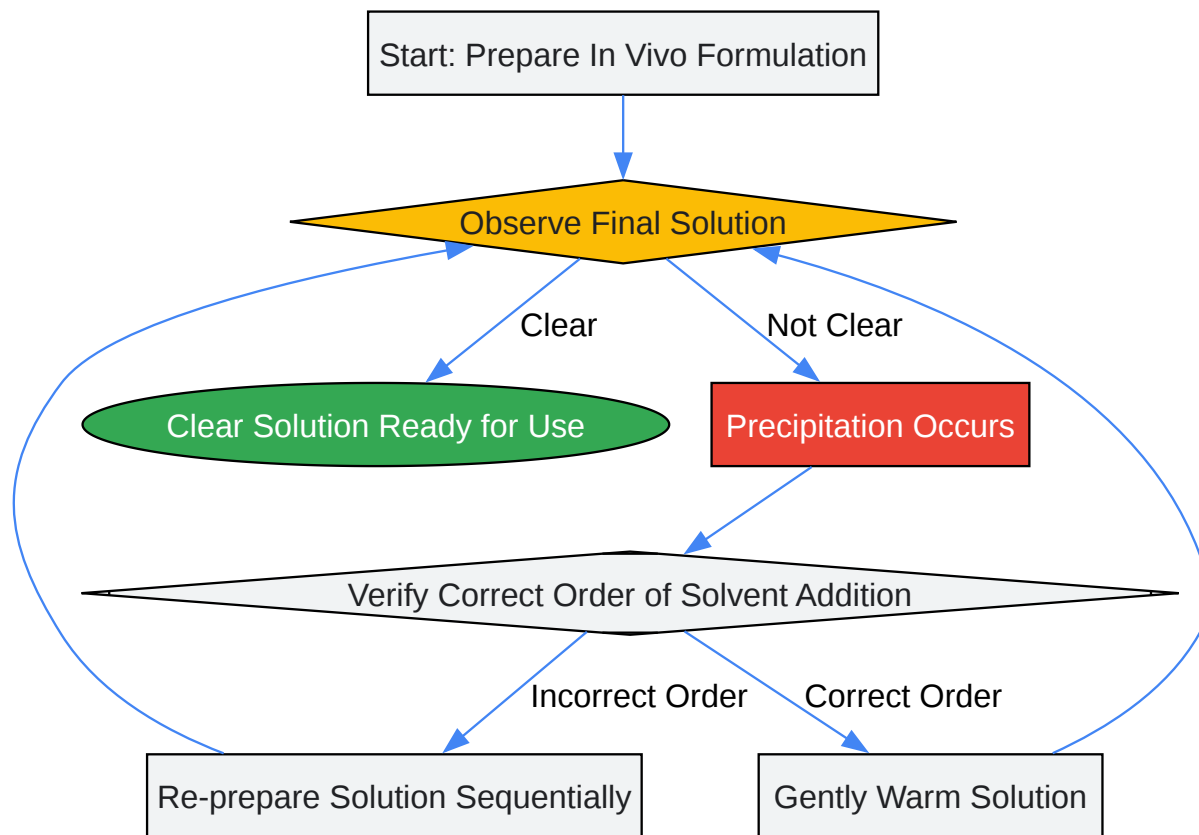 Start: Prepare In Vivo Formulation
Observe Final Solution
Clear
Not Clear
Clear Solution Ready for Use
Precipitation Occurs
Verify Correct Order of Solvent Addition
Incorrect Order
Correct Order
Re-prepare Solution Sequentially
Gently Warm Solution